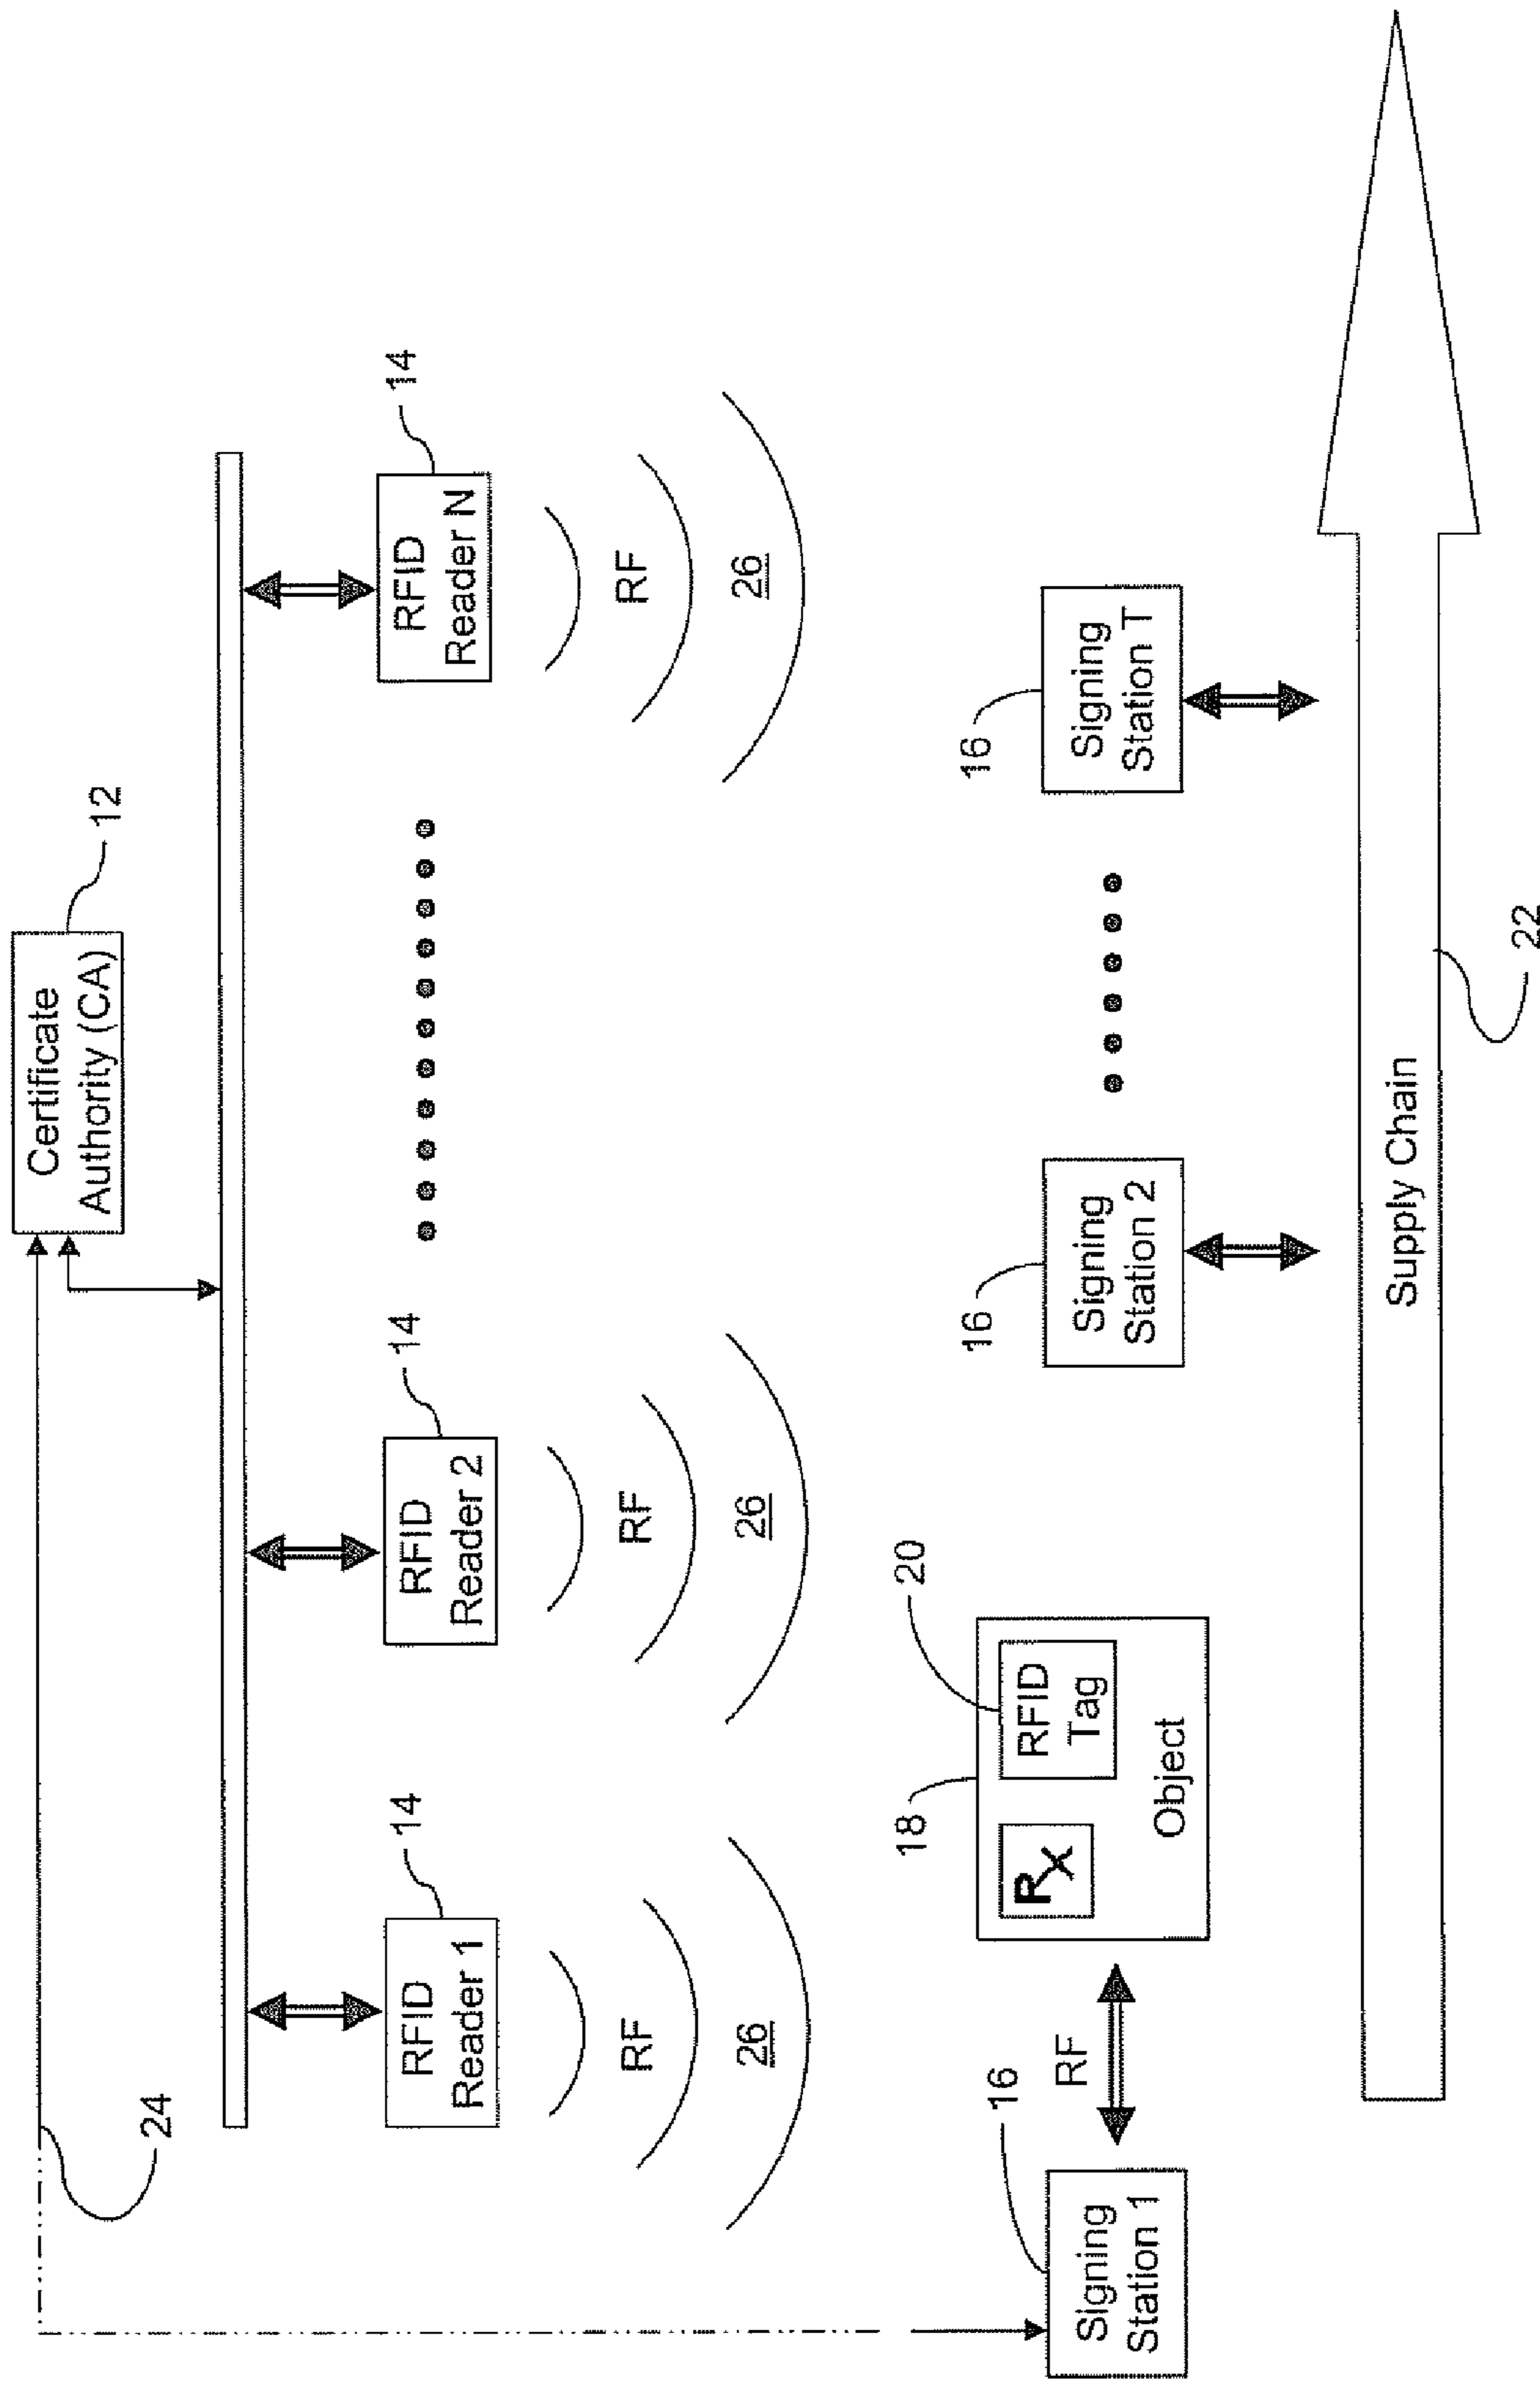 Certificate
Authority (CA)
12
24
RFID
Reader 1
14
RFID
Reader 2
14
RFID
Reader N
14
RF
26
RF
26
RF
26
Signing
Station 1
16
RF
18
Rx
RFID
Tag
20
Object
Signing
Station 2
16
Signing
Station T
16
Supply Chain
22